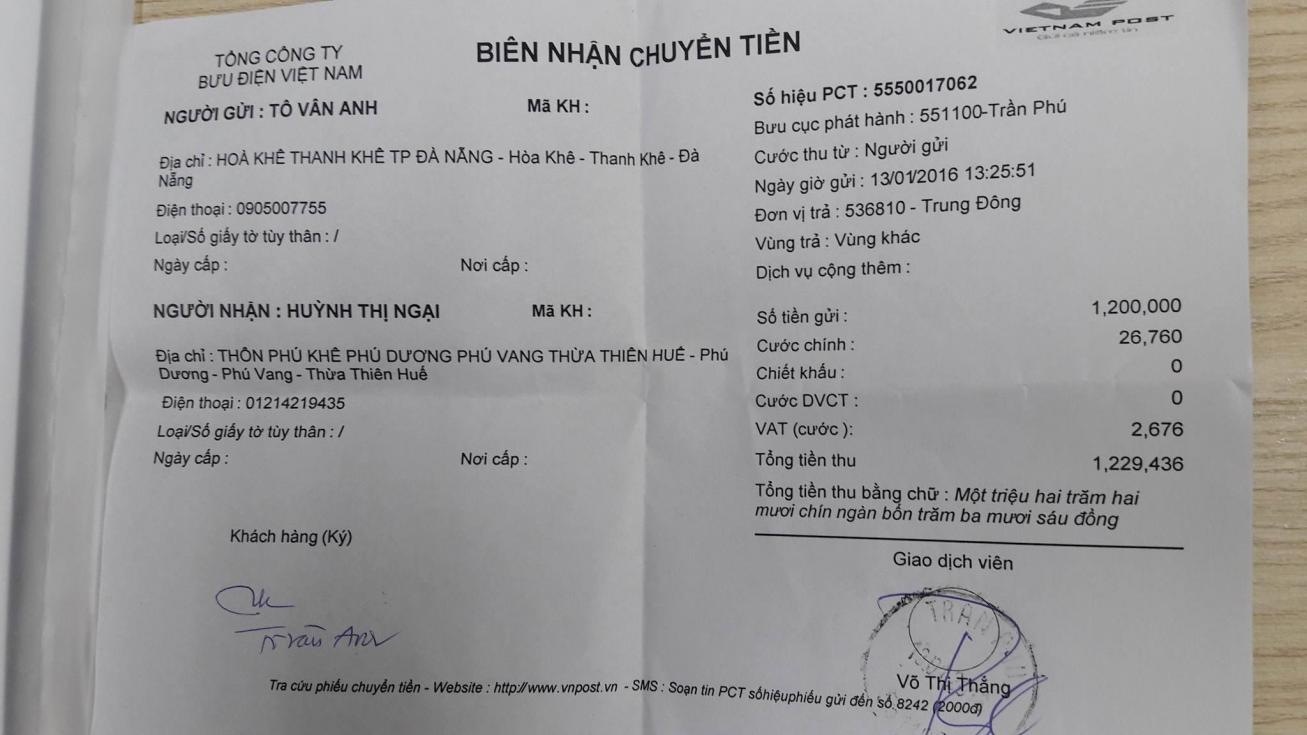 TỔNG CÔNG TY
BƯU ĐIỆN VIỆT NAM
BIÊN NHẬN CHUYỂN TIỀN
VIETNAM POST
NGƯỜI GỬI : TÔ VÂN ANH
Mã KH :
Địa chỉ : HOÀ KHÊ THANH KHÊ TP ĐÀ NẴNG - Hòa Khê - Thanh Khê - Đà
Nẵng
Điện thoại : 0905007755
Loại/Số giấy tờ tùy thân : /
Ngày cấp :
Nơi cấp :
NGƯỜI NHẬN : HUỲNH THỊ NGẠI
Mã KH :
Địa chỉ : THÔN PHÚ KHÊ PHÚ DƯƠNG PHÚ VANG THỪA THIÊN HUẾ - Phú
Dương - Phú Vang - Thừa Thiên Huế
Điện thoại : 01214219435
Loại/Số giấy tờ tùy thân : /
Ngày cấp :
Nơi cấp :
Khách hàng (Ký)
Số hiệu PCT : 5550017062
Bưu cục phát hành : 551100-Trần Phú
Cước thu từ : Người gửi
Ngày giờ gửi : 13/01/2016 13:25:51
Đơn vị trả : 536810 - Trung Đông
Vùng trả : Vùng khác
Dịch vụ cộng thêm :
Số tiền gửi : 1,200,000
Cước chính : 26,760
Chiết khấu : 0
Cước DVCT : 0
VAT (cước ): 2,676
Tổng tiền thu 1,229,436
Tổng tiền thu bằng chữ : Một triệu hai trăm hai
mươi chín ngàn bốn trăm ba mươi sáu đồng
Giao dịch viên
Võ Thị Thắng
Tra cứu phiếu chuyển tiền - Website : http://www.vnpost.vn - SMS : Soạn tin PCT sốhiệuphiếu gửi đến số 8242 (2000đ)